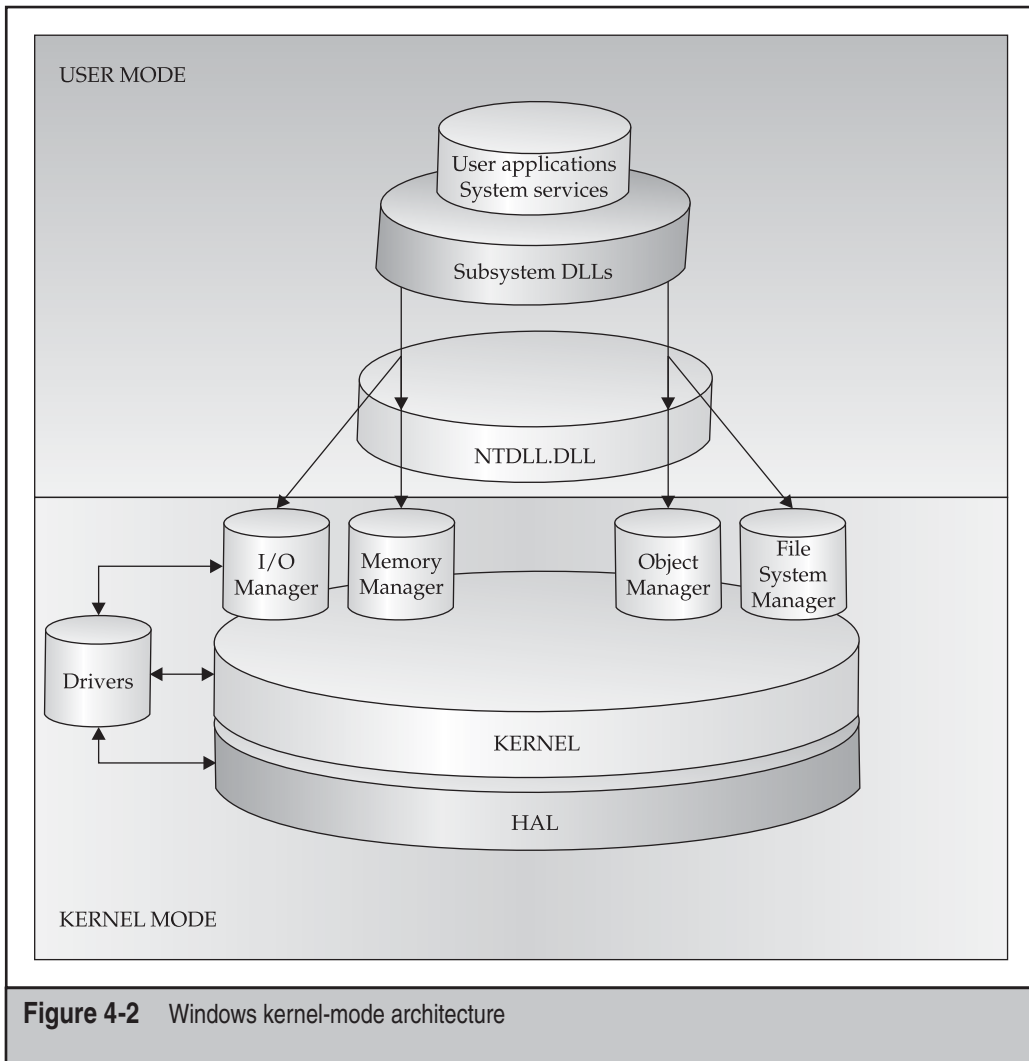 USER MODE
User applications
System services
Subsystem DLLs
NTDLL.DLL
I/O
Manager
Memory
Manager
Object
Manager
File
System
Manager
Drivers
KERNEL
HAL
KERNEL MODE
Figure 4-2 Windows kernel-mode architecture